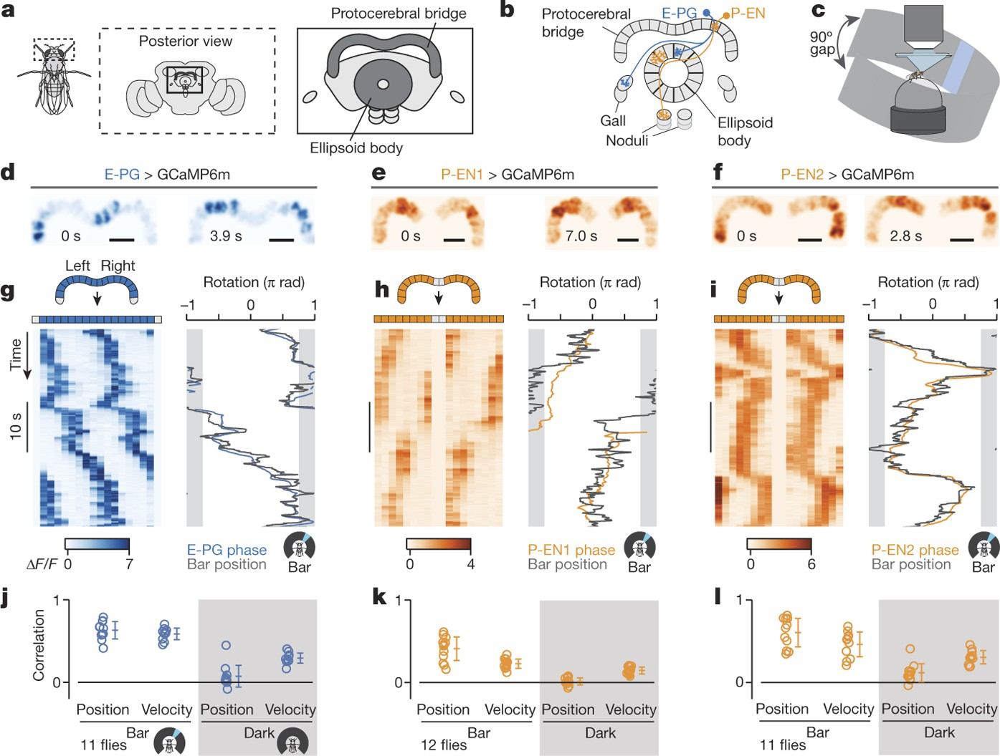 a
Posterior view
Protocerebral bridge
Ellipsoid body
b
Protocerebral
bridge
E-PG
P-EN
Gall
Noduli
Ellipsoid
body
c
90º
gap
d
E-PG > GCaMP6m
0 s
3.9 s
e
P-EN1 > GCaMP6m
0 s
7.0 s
f
P-EN2 > GCaMP6m
0 s
2.8 s
g
Left Right
Time
10 s
Rotation (π rad)
−1 0 1
ΔF/F
0 7
E-PG phase
Bar position
Bar
h
Rotation (π rad)
−1 0 1
0 4
P-EN1 phase
Bar position
Bar
i
Rotation (π rad)
−1 0 1
0 6
P-EN2 phase
Bar position
Bar
j
Correlation
1
0
Position Velocity Position Velocity
Bar Dark
11 flies
k
1
0
Position Velocity Position Velocity
Bar Dark
12 flies
l
1
0
Position Velocity Position Velocity
Bar Dark
11 flies